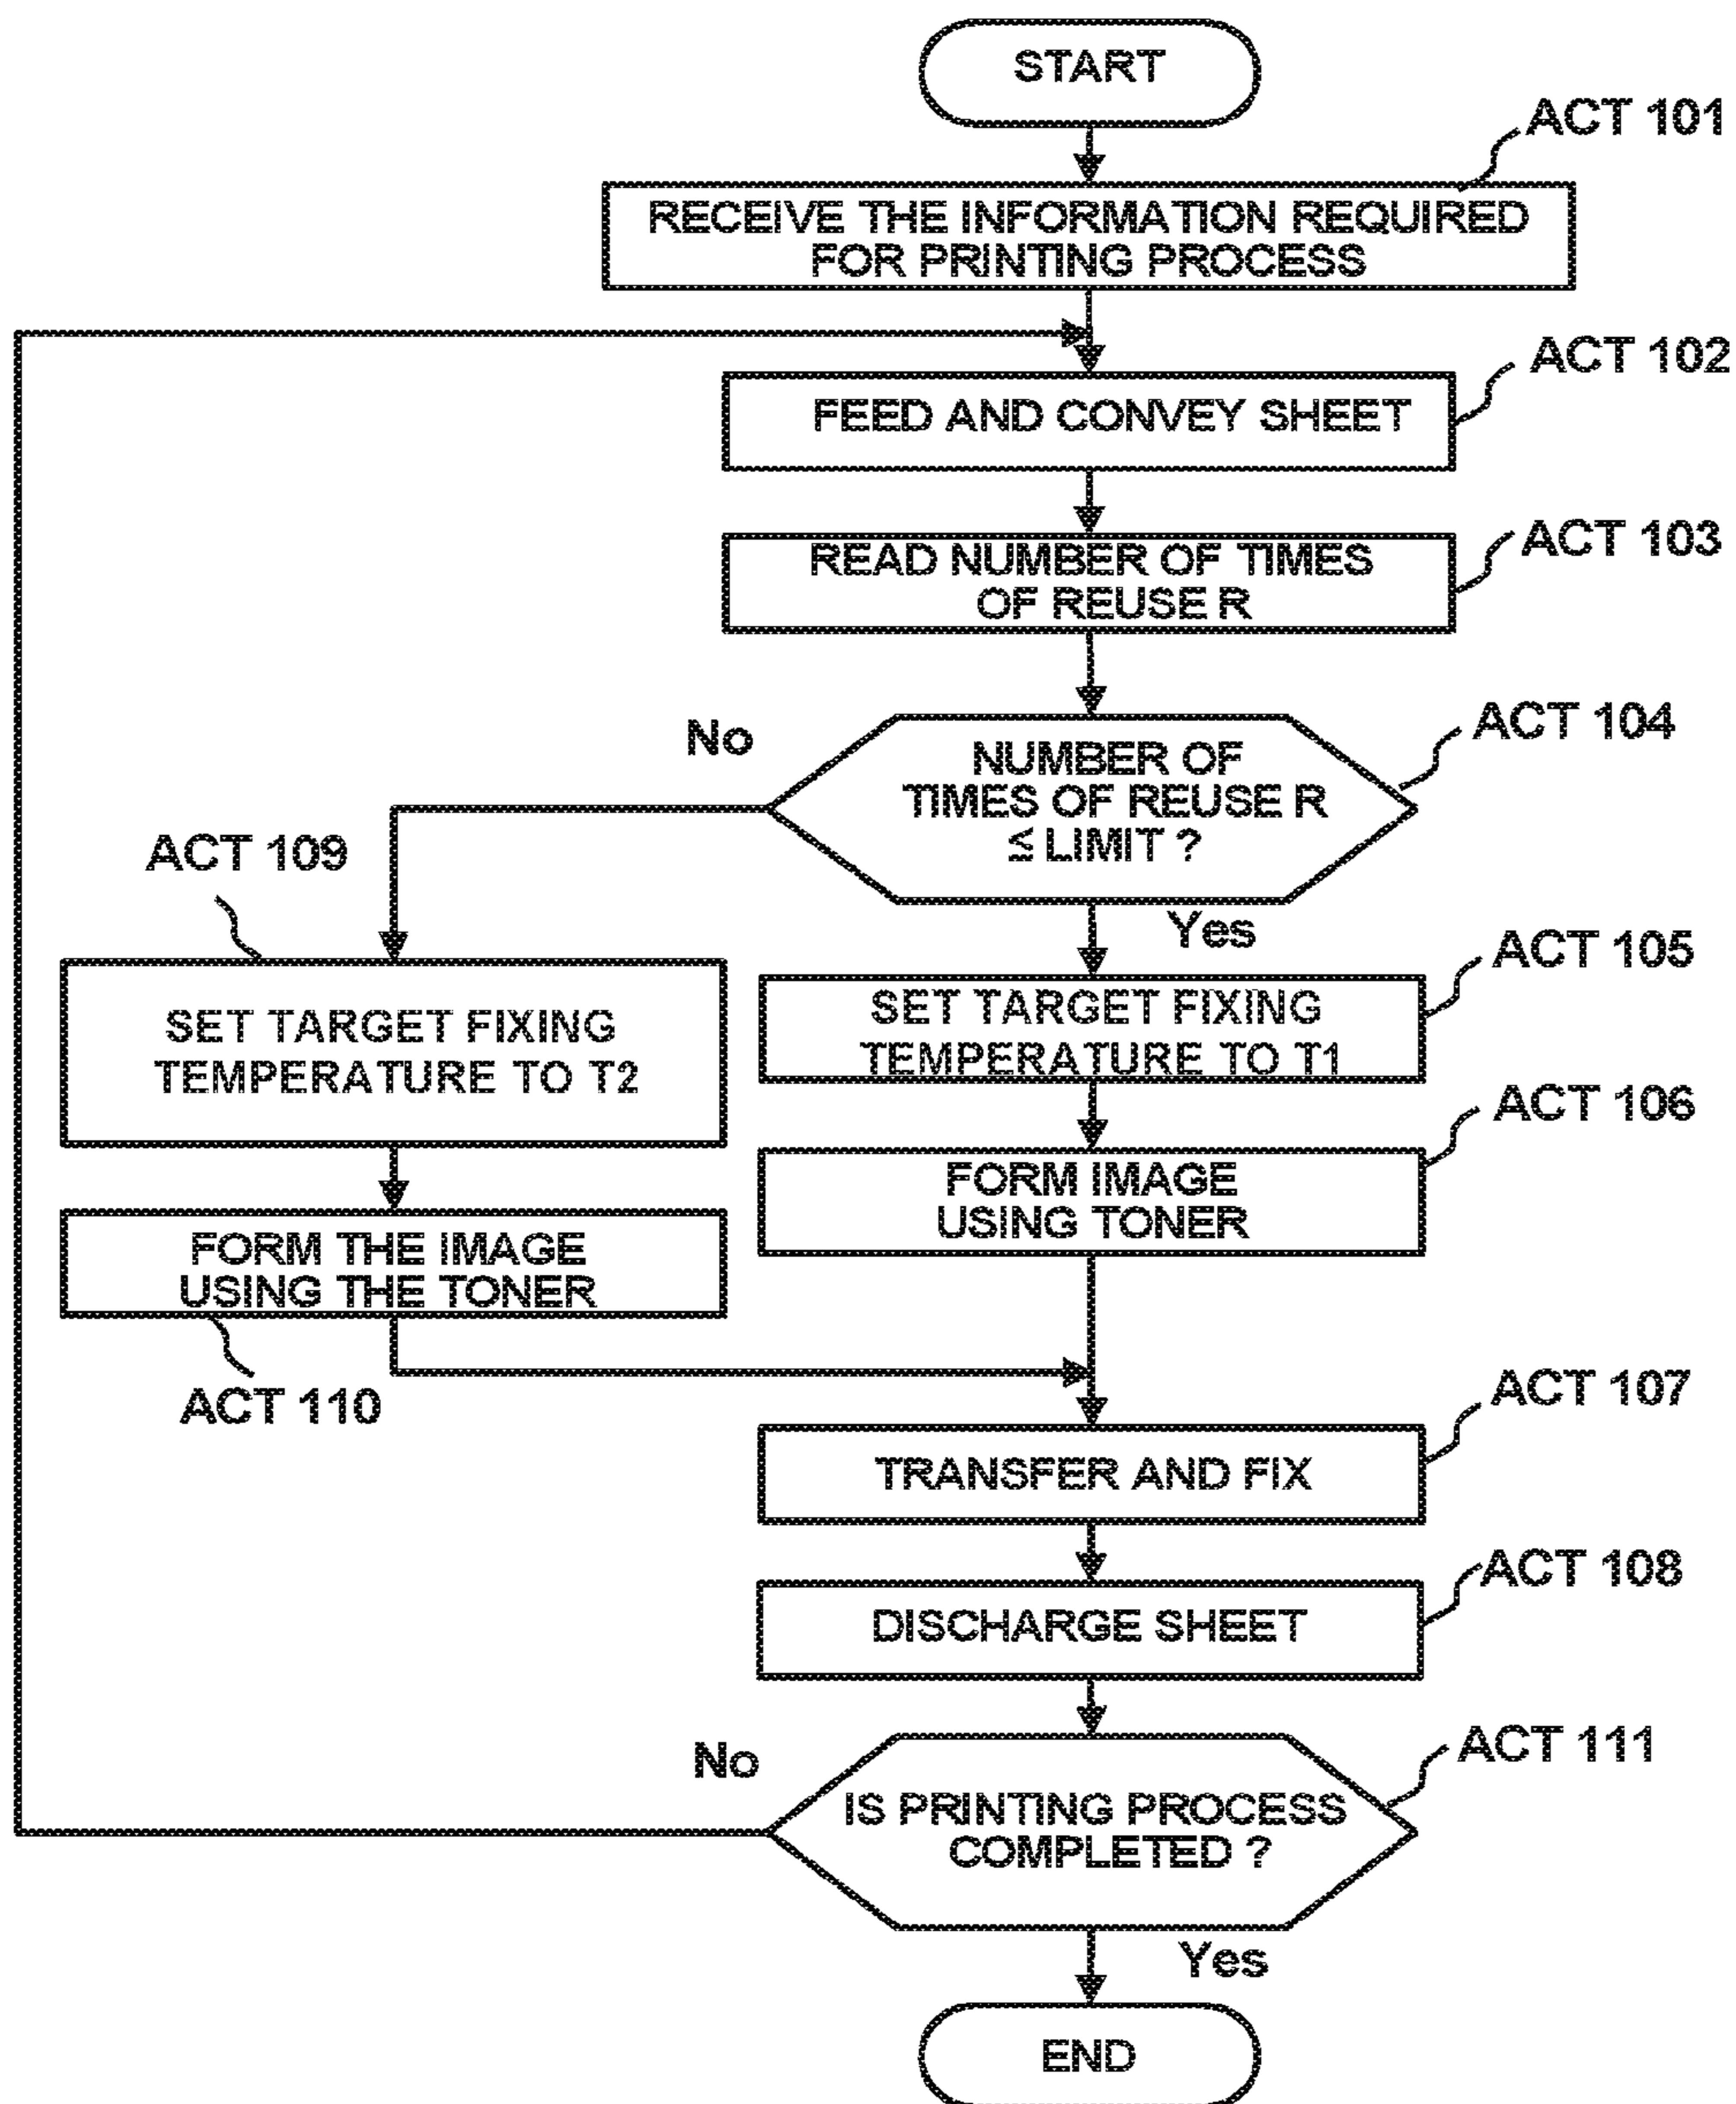 START
ACT 101
RECEIVE THE INFORMATION REQUIRED
FOR PRINTING PROCESS
ACT 102
FEED AND CONVEY SHEET
ACT 103
READ NUMBER OF TIMES
OF REUSE R
ACT 104
No
NUMBER OF
TIMES OF REUSE R
≤ LIMIT ?
Yes
ACT 109
SET TARGET FIXING
TEMPERATURE TO T2
ACT 105
SET TARGET FIXING
TEMPERATURE TO T1
ACT 106
FORM IMAGE
USING TONER
FORM THE IMAGE
USING THE TONER
ACT 110
ACT 107
TRANSFER AND FIX
ACT 108
DISCHARGE SHEET
ACT 111
No
IS PRINTING PROCESS
COMPLETED ?
Yes
END